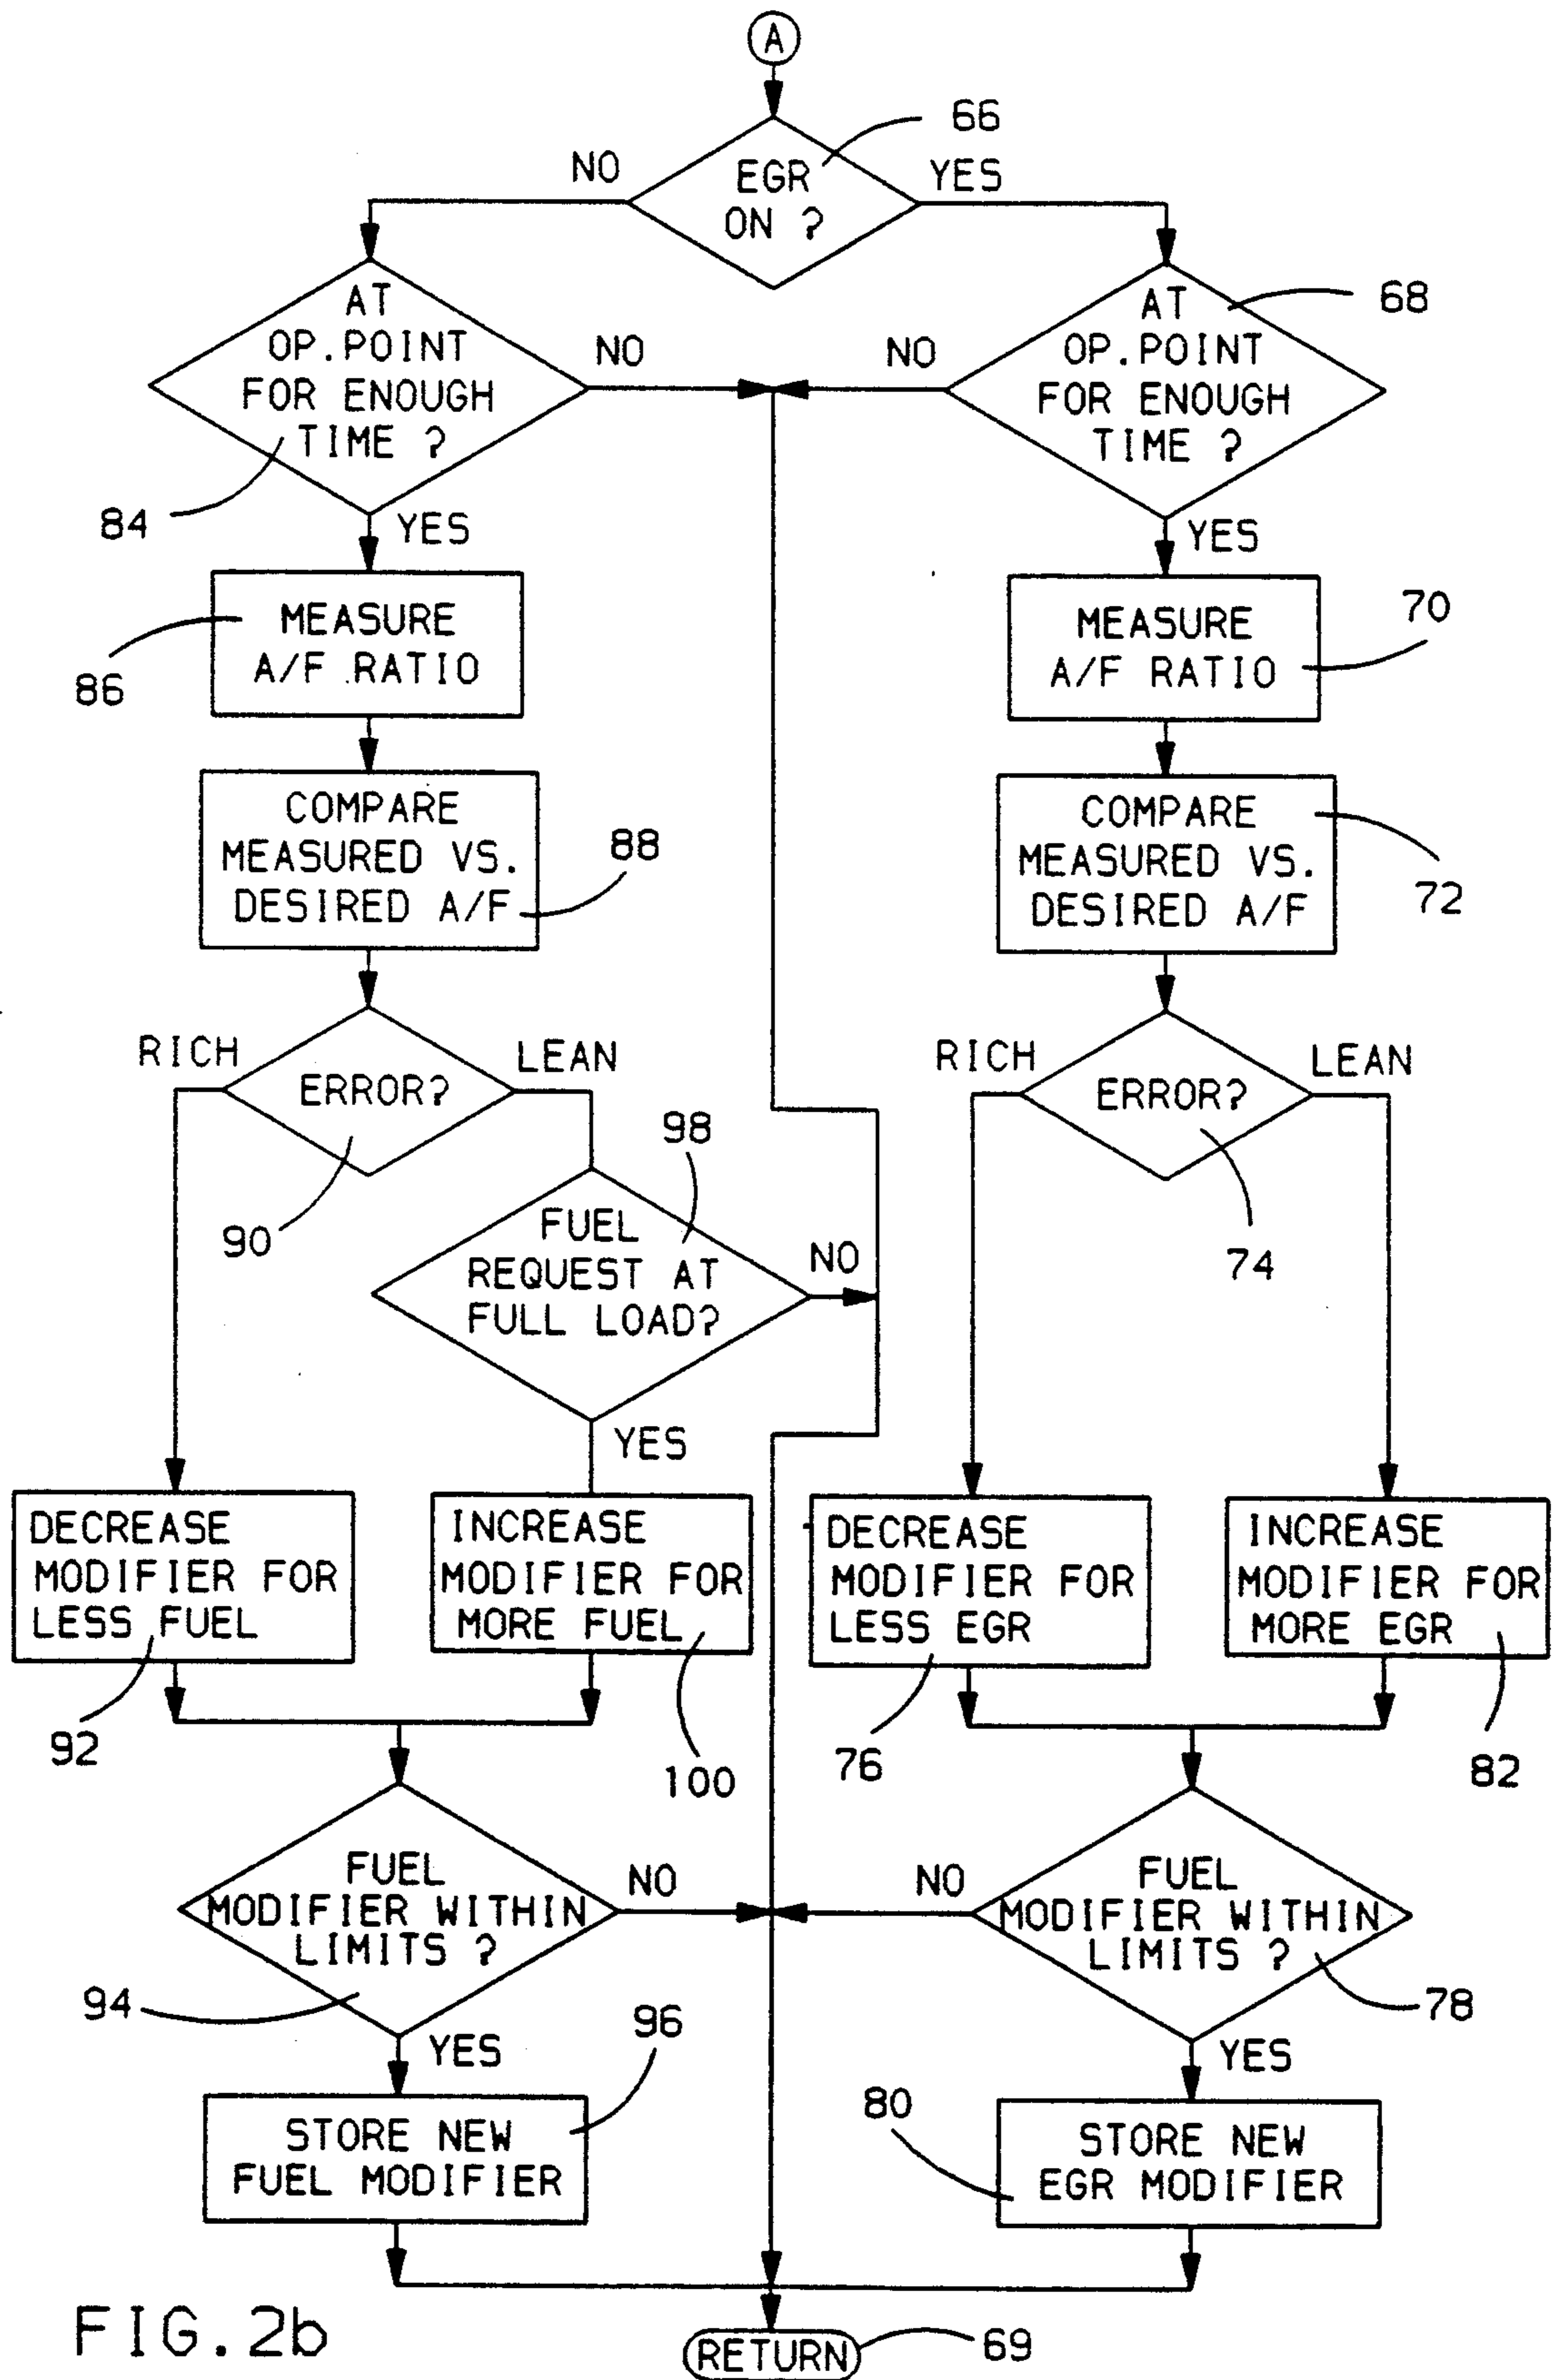 A
66
NO
EGR
ON ?
YES
AT
OP.POINT
FOR ENOUGH
TIME ?
NO
84
YES
NO
AT
OP.POINT
FOR ENOUGH
TIME ?
68
YES
MEASURE
A/F RATIO
86
MEASURE
A/F RATIO
70
COMPARE
MEASURED VS.
DESIRED A/F
88
COMPARE
MEASURED VS.
DESIRED A/F
72
RICH
ERROR?
LEAN
90
RICH
ERROR?
LEAN
74
98
FUEL
REQUEST AT
FULL LOAD?
NO
YES
DECREASE
MODIFIER FOR
LESS FUEL
92
INCREASE
MODIFIER FOR
MORE FUEL
100
DECREASE
MODIFIER FOR
LESS EGR
76
INCREASE
MODIFIER FOR
MORE EGR
82
FUEL
MODIFIER WITHIN
LIMITS ?
NO
94
YES
NO
FUEL
MODIFIER WITHIN
LIMITS ?
78
YES
96
STORE NEW
FUEL MODIFIER
80
STORE NEW
EGR MODIFIER
FIG.2b
RETURN
69